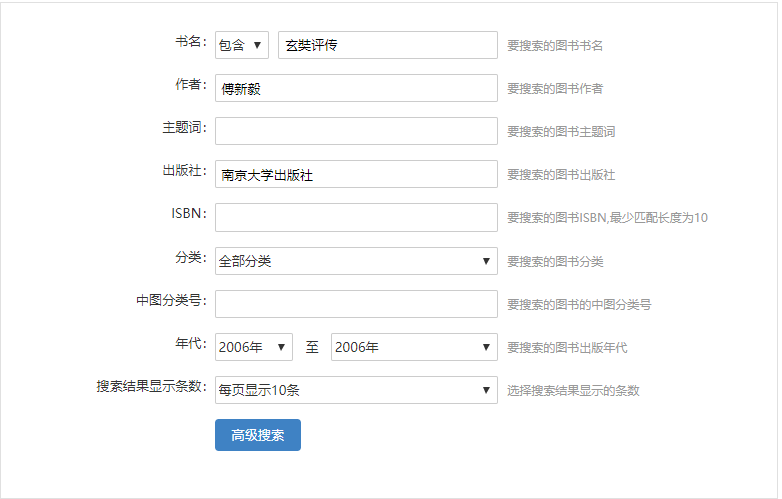 书名： 包含 ▼ 玄奘评传 要搜索的图书书名
作者： 傅新毅 要搜索的图书作者
主题词： 要搜索的图书主题词
出版社： 南京大学出版社 要搜索的图书出版社
ISBN： 要搜索的图书ISBN,最少匹配长度为10
分类： 全部分类 ▼ 要搜索的图书分类
中图分类号： 要搜索的图书的中图分类号
年代： 2006年 ▼ 至 2006年 ▼ 要搜索的图书出版年代
搜索结果显示条数： 每页显示10条 ▼ 选择搜索结果显示的条数
高级搜索